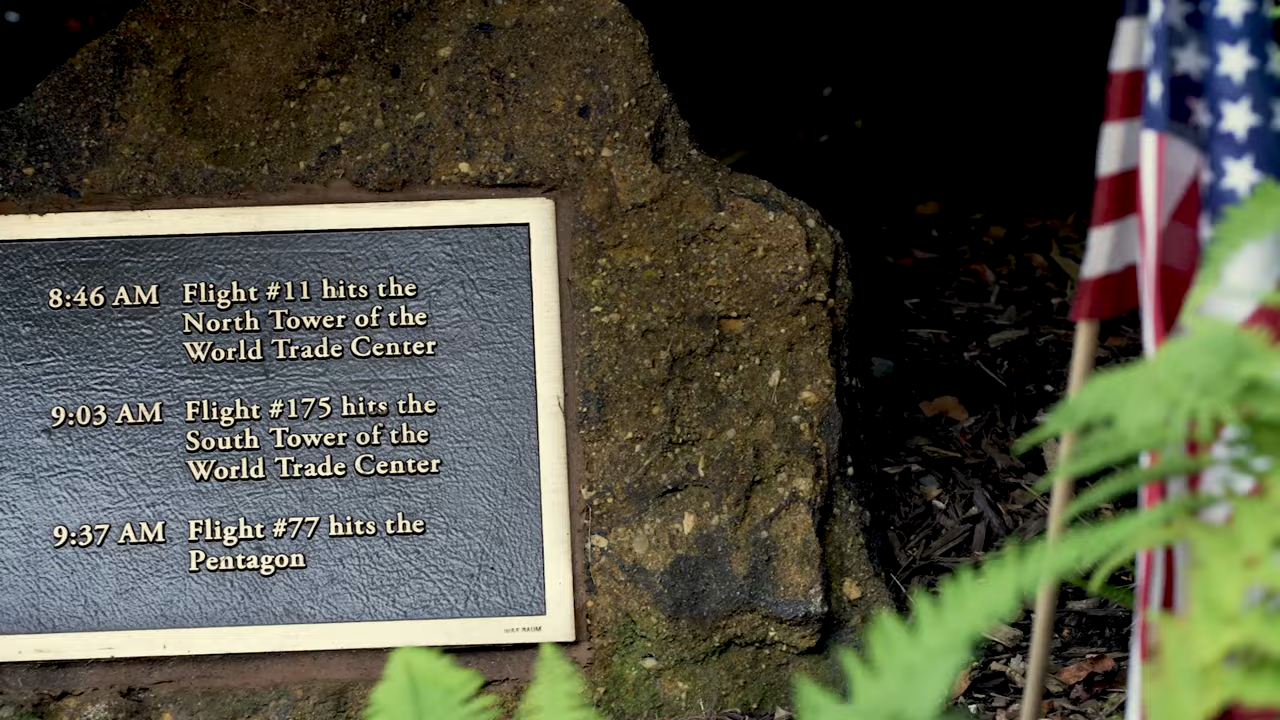 8:46 AM Flight #11 hits the
North Tower of the
World Trade Center
9:03 AM Flight #175 hits the
South Tower of the
World Trade Center
9:37 AM Flight #77 hits the
Pentagon